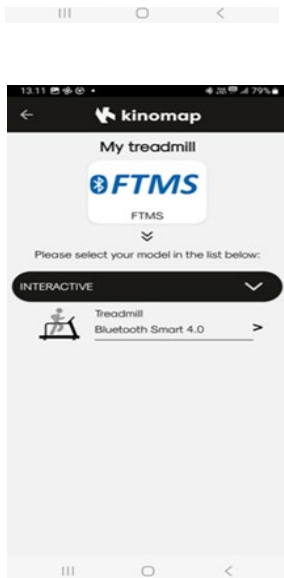 13.11 79%
kinomap
My treadmill
FTMS
FTMS
Please select your model in the list below:
INTERACTIVE
Treadmill
Bluetooth Smart 4.0 >